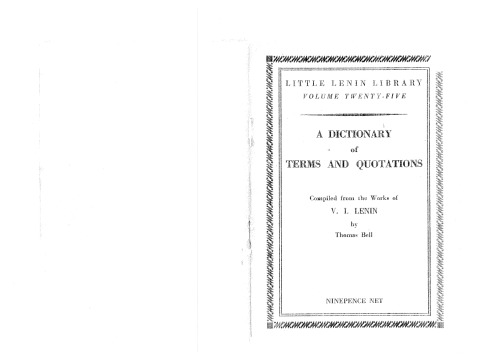 LITTLE LENIN LIBRARY
VOLUME TWENTY-FIVE
A DICTIONARY
of
TERMS AND QUOTATIONS
Compiled from the Works of
V. I. LENIN
by
Thomas Bell
NINEPENCE NET